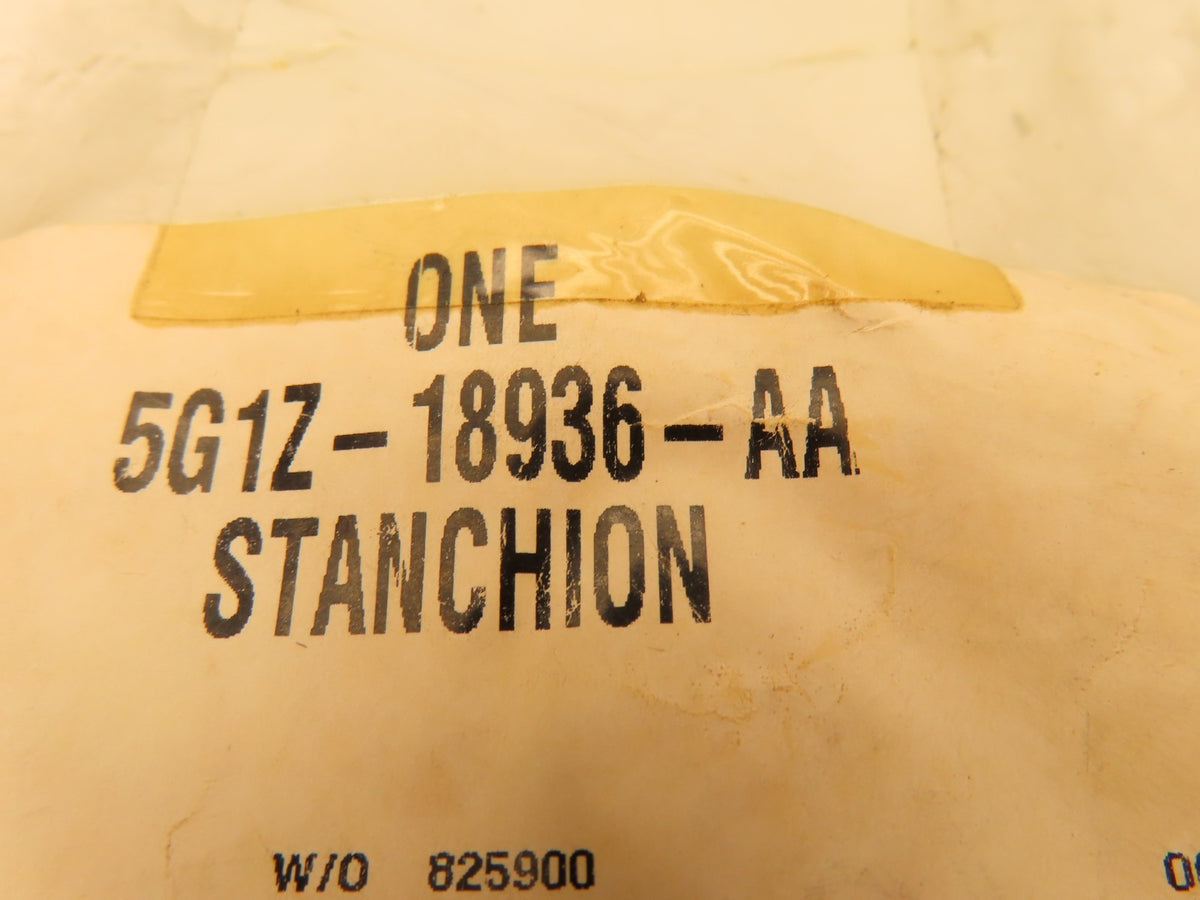 ONE
5G1Z-18936-AA
STANCHION
W/O 825900